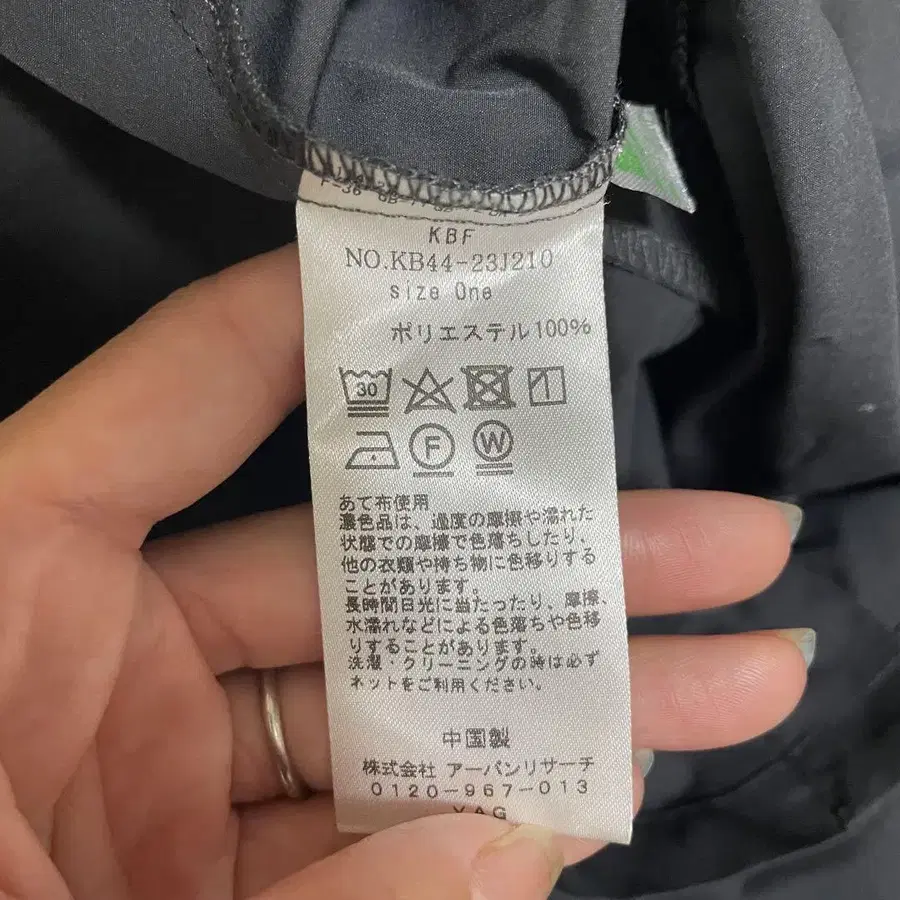 KBF
NO.KB44-23J210
size One
ポリエステル100%
30
F W
あて布使用
濃色品は、過度の摩擦や濡れた
状態での摩擦で色落ちしたり、
他の衣類や持ち物に色移りする
ことがあります。
長時間日光に当たったり、摩擦、
水濡れなどによる色落ちや色移
りすることがあります。
洗濯・クリーニングの時は必ず
ネットをご利用ください。
中国製
株式会社 アーバンリサーチ
0120-967-013
YAG